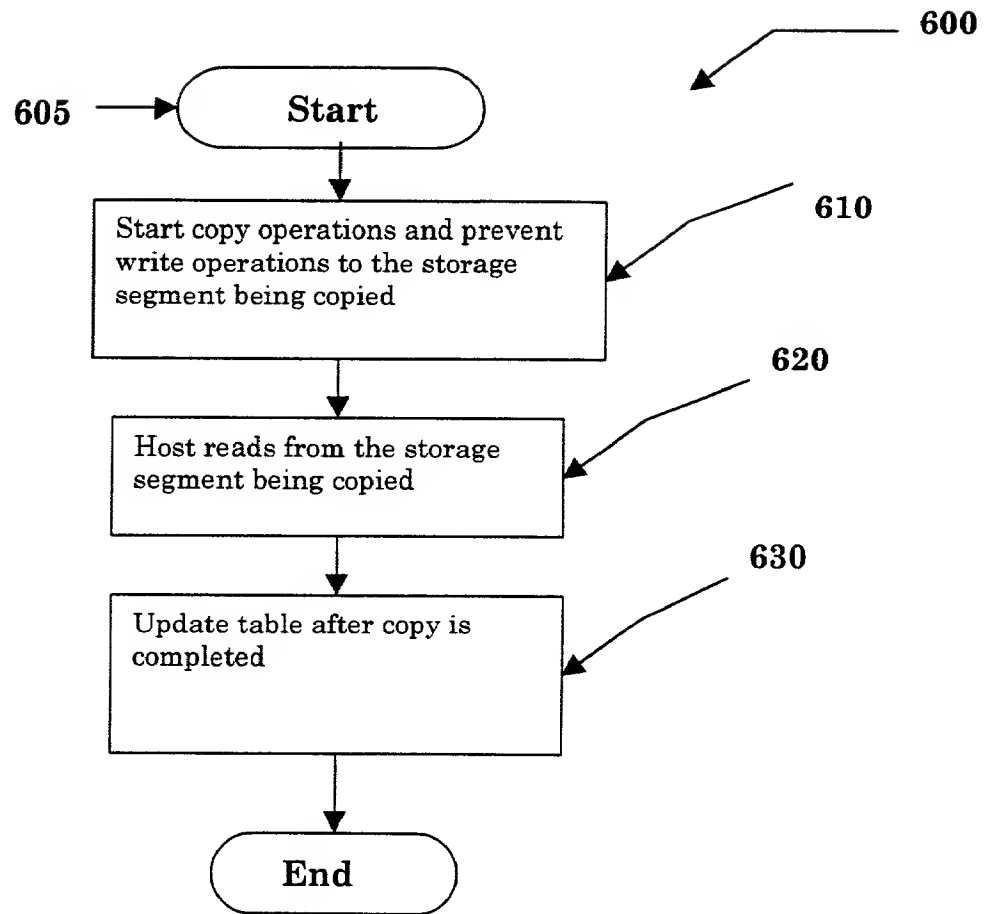 600
605
Start
610
Start copy operations and prevent
write operations to the storage
segment being copied
620
Host reads from the storage
segment being copied
630
Update table after copy is
completed
End